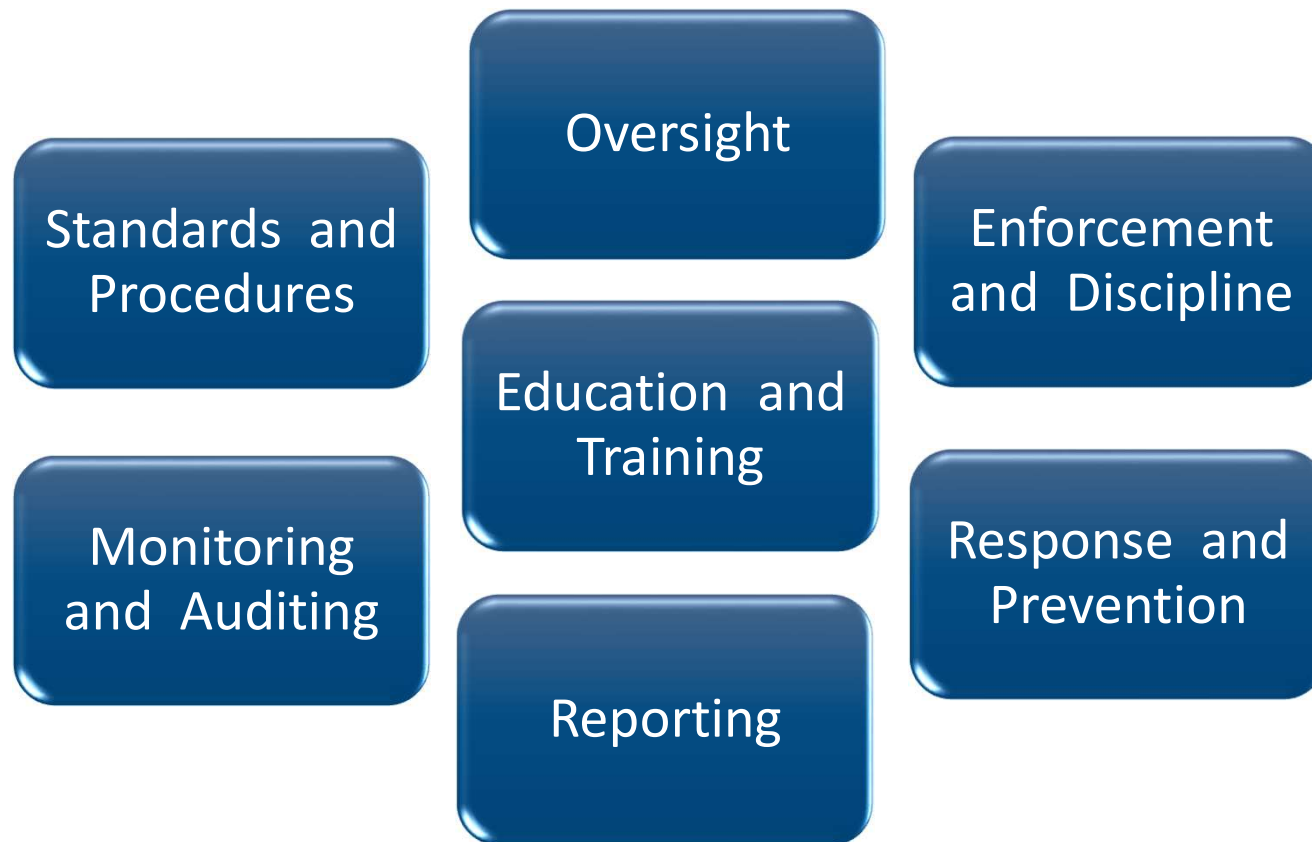 Oversight
Standards and
Procedures
Enforcement
and Discipline
Education and
Training
Monitoring
and Auditing
Response and
Prevention
Reporting